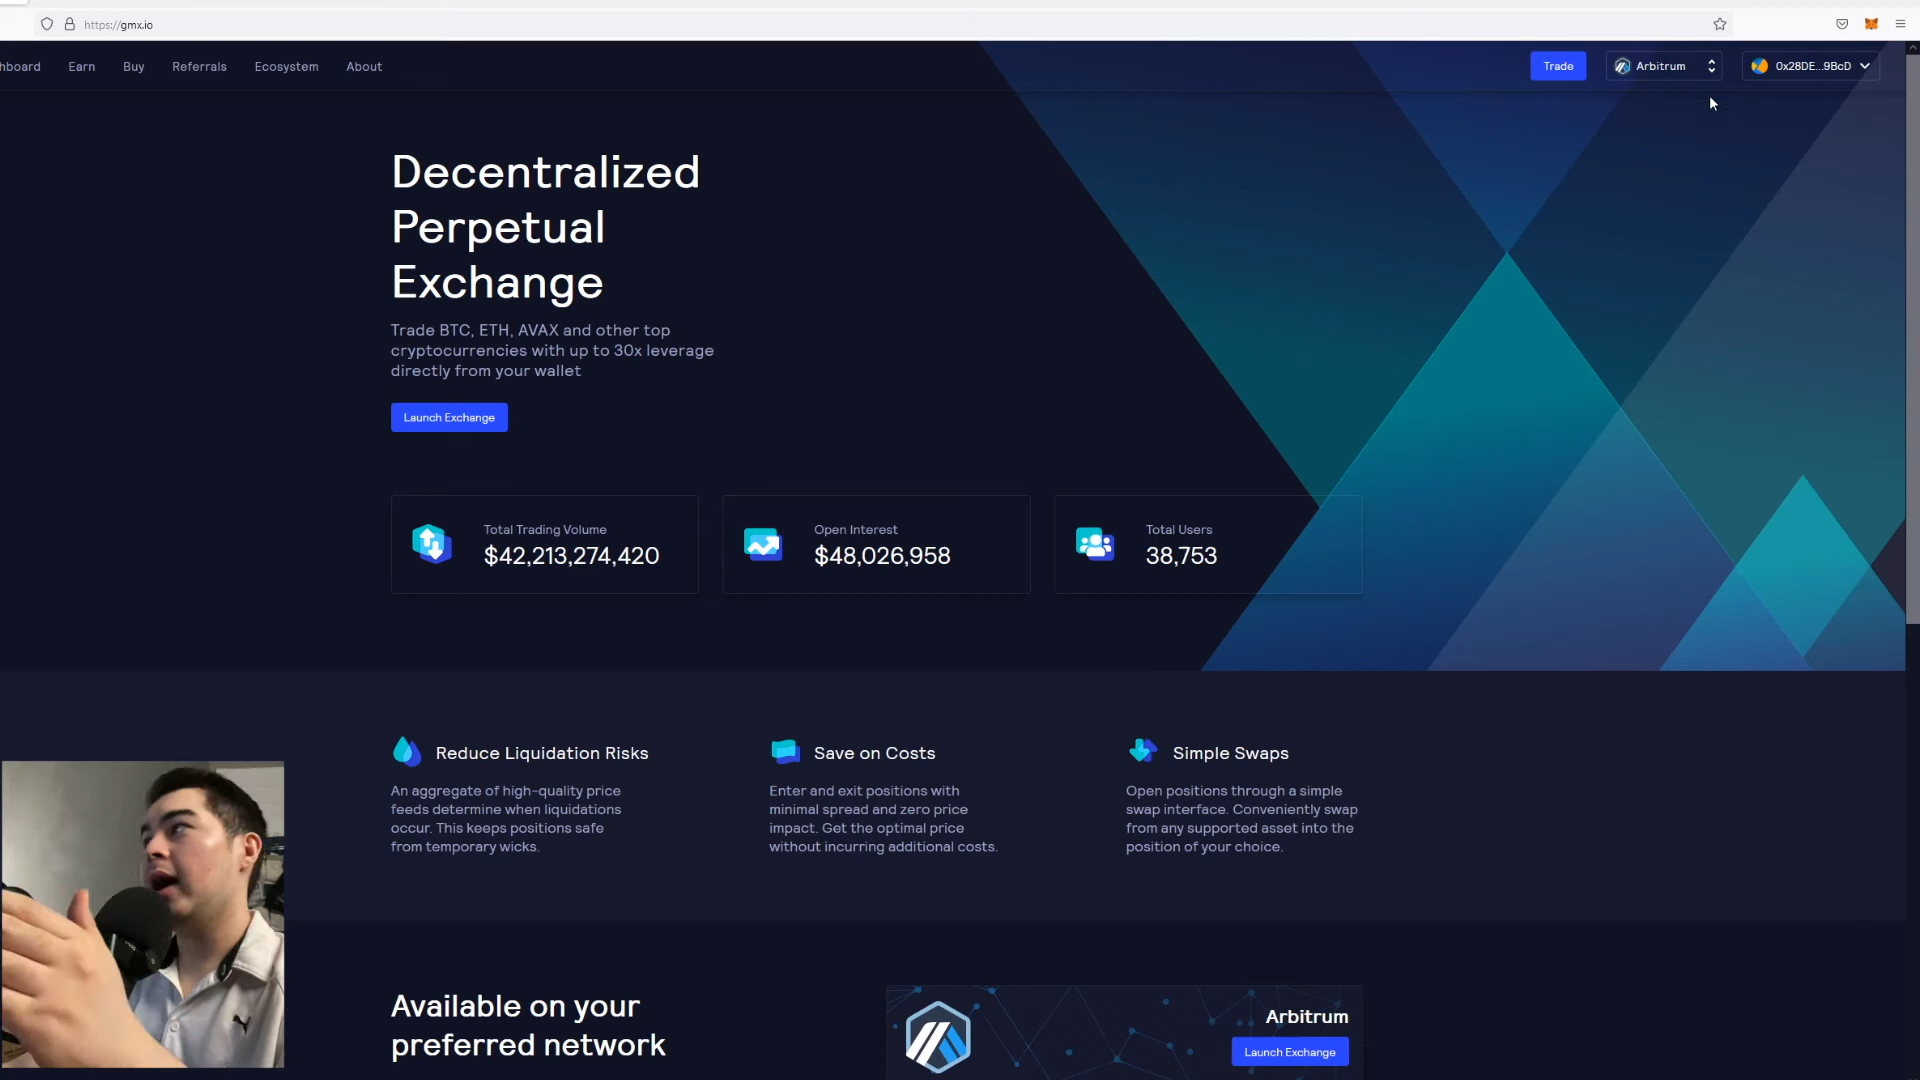 https://gmx.io
hboard
Earn
Buy
Referrals
Ecosystem
About
Trade
Arbitrum
0x28DE...9BcD
Decentralized
Perpetual
Exchange
Trade BTC, ETH, AVAX and other top
cryptocurrencies with up to 30x leverage
directly from your wallet
Launch Exchange
Total Trading Volume
$42,213,274,420
Open Interest
$48,026,958
Total Users
38,753
Reduce Liquidation Risks
An aggregate of high-quality price
feeds determine when liquidations
occur. This keeps positions safe
from temporary wicks.
Save on Costs
Enter and exit positions with
minimal spread and zero price
impact. Get the optimal price
without incurring additional costs.
Simple Swaps
Open positions through a simple
swap interface. Conveniently swap
from any supported asset into the
position of your choice.
Available on your
preferred network
Arbitrum
Launch Exchange